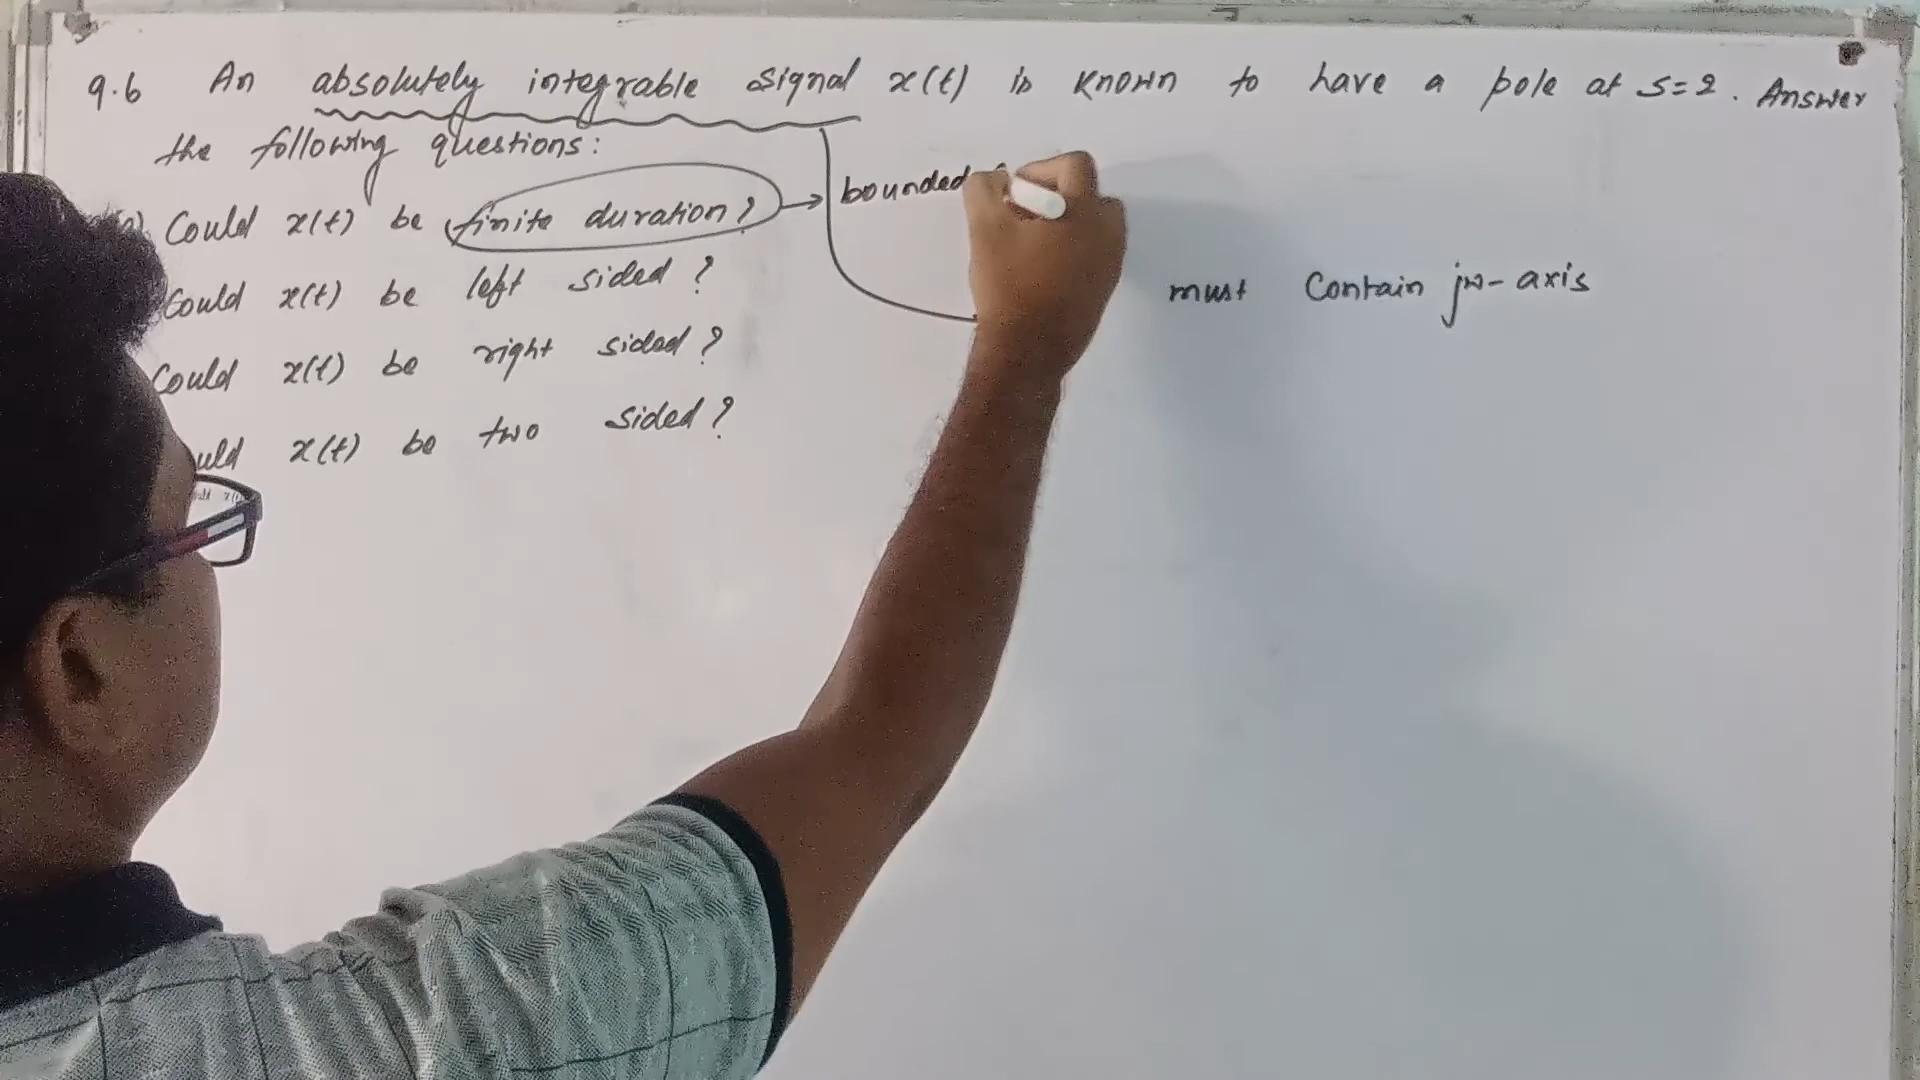 9.6 An absolutely integrable signal x(t) is known to have a pole at s=2. Answer
the following questions:
Could x(t) be finite duration? → bounded
Could x(t) be left sided?
must Contain jω-axis
Could x(t) be right sided?
uld x(t) be two sided?